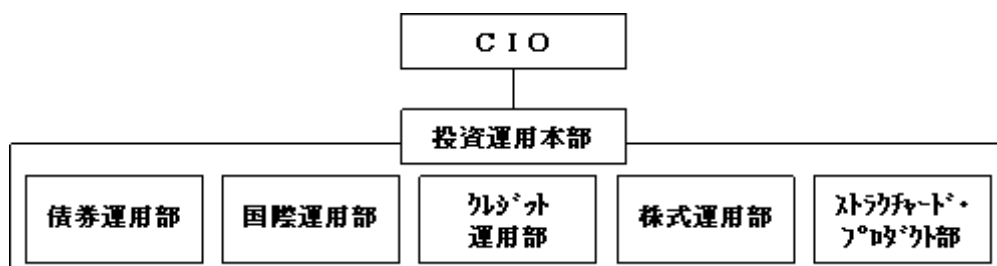 ＣＩＯ
投資運用本部
債券運用部
国際運用部
ｸﾚｼﾞｯﾄ
運用部
株式運用部
ｽﾄﾗｸﾁｬｰﾄﾞ・
ﾌﾟﾛﾀﾞｸﾄ部